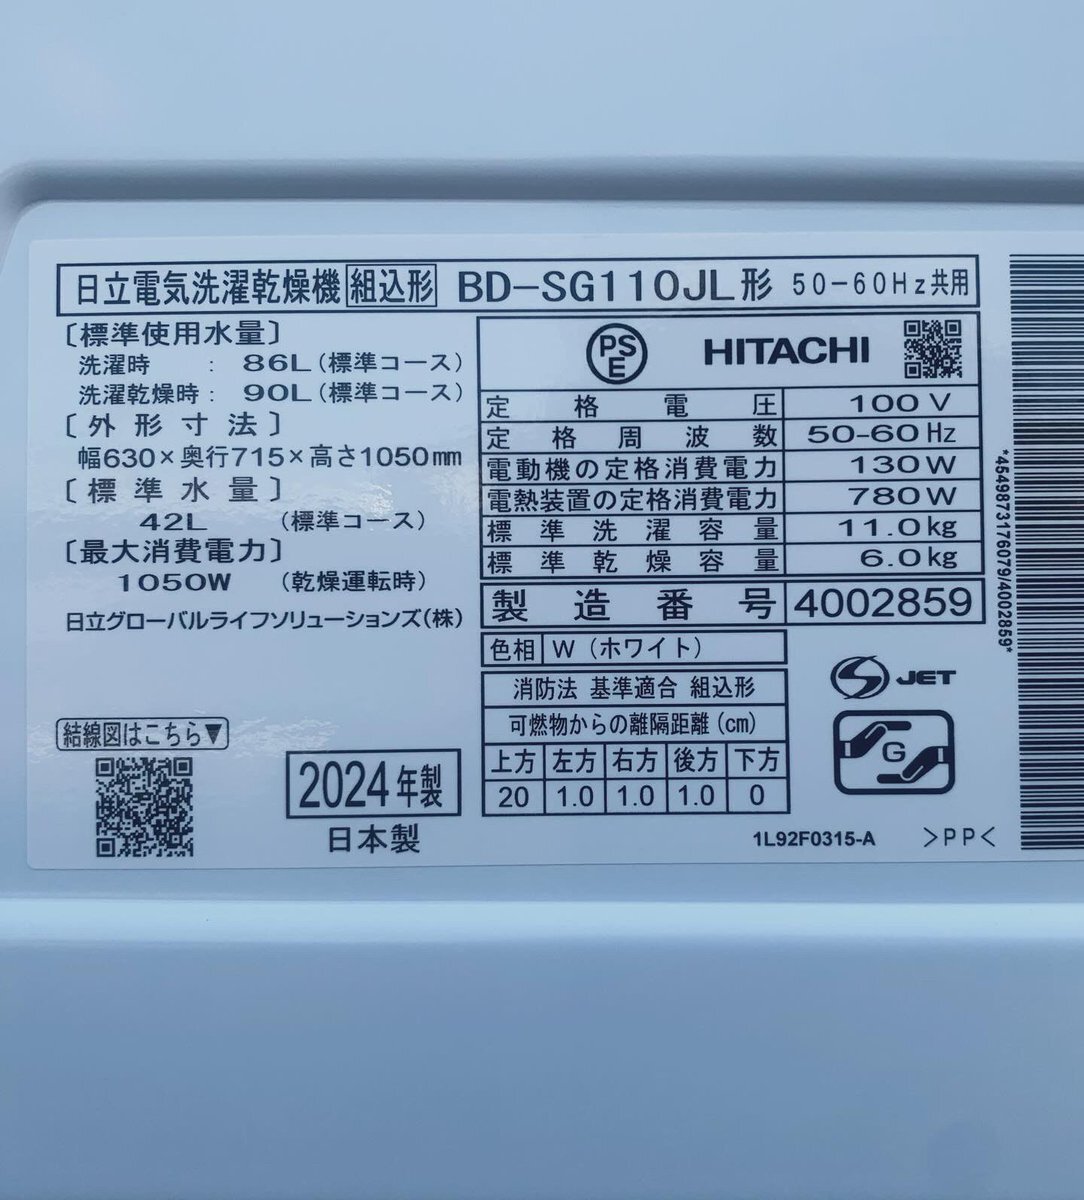 日立電気洗濯乾燥機 組込形 BD-SG110JL形 50-60Hz共用
〔標準使用水量〕
洗濯時 : 86L(標準コース)
洗濯乾燥時: 90L(標準コース)
〔外形寸法〕
幅630×奥行715×高さ1050mm
〔標準水量〕
42L (標準コース)
〔最大消費電力〕
1050W (乾燥運転時)
日立グローバルライフソリューションズ(株)
結線図はこちら▼
2024年製
日本製
PSE HITACHI
定格電圧 100V
定格周波数 50-60Hz
電動機の定格消費電力 130W
電熱装置の定格消費電力 780W
標準洗濯容量 11.0kg
標準乾燥容量 6.0kg
製造番号 4002859
色相 W(ホワイト)
消防法 基準適合 組込形
可燃物からの離隔距離(cm)
上方 左方 右方 後方 下方
20 1.0 1.0 1.0 0
S JET
G
1L92F0315-A >PP<
*4549873176079/4002859*